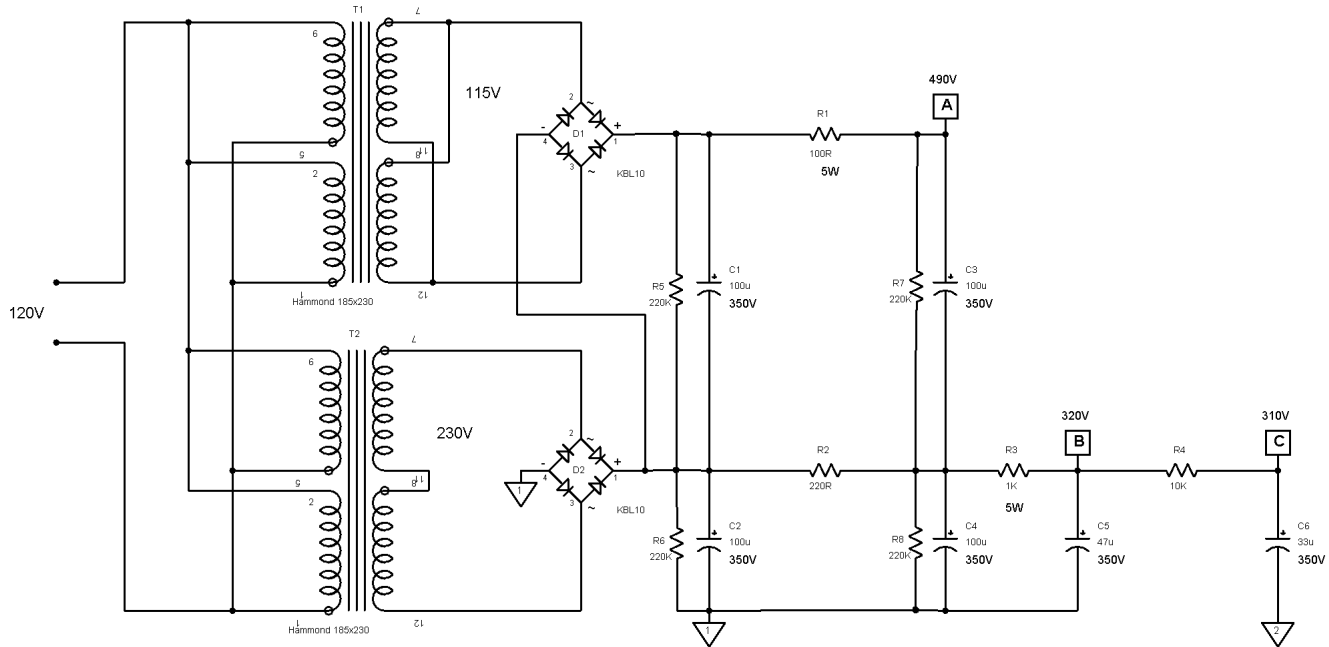 T1
6
7
115V
2
~
-
4
D1
+
1
3
~
KBL10
5
11
8
2
1
12
Hammond 185x230
120V
490V
A
R1
100R
5W
R5
220K
C1
100u
350V
R7
220K
C3
100u
350V
T2
6
7
230V
2
~
-
4
D2
+
1
3
~
KBL10
1
5
11
8
2
1
12
Hammond 185x230
R2
220R
320V
B
R3
1K
5W
310V
C
R4
10K
R6
220K
C2
100u
350V
R8
220K
C4
100u
350V
C5
47u
350V
C6
33u
350V
1
2